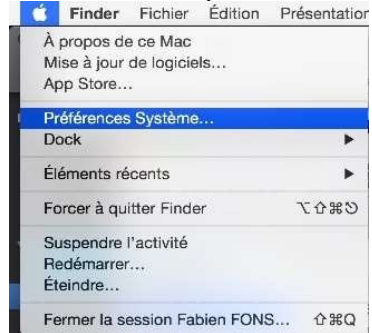 Finder Fichier Édition Présentation
À propos de ce Mac
Mise à jour de logiciels...
App Store...
Préférences Système...
Dock
Éléments récents
Forcer à quitter Finder ⌥⇧⌘⎋
Suspendre l'activité
Redémarrer...
Éteindre...
Fermer la session Fabien FONS... ⇧⌘Q